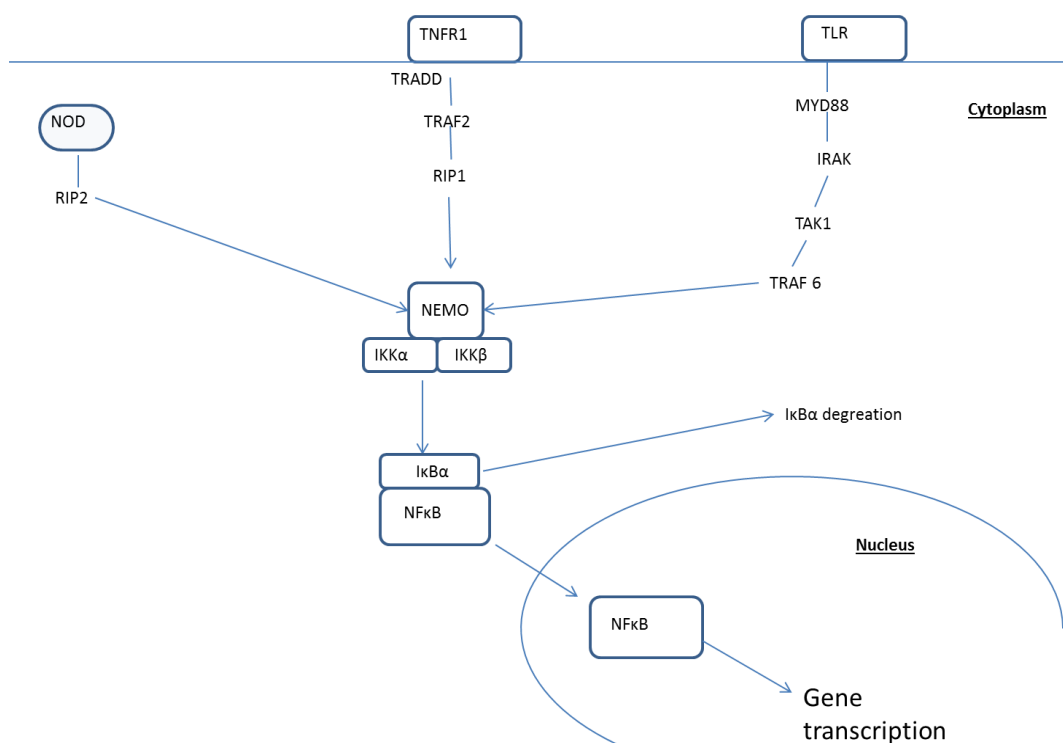 TNFR1
TLR
TRADD
MYD88
Cytoplasm
NOD
TRAF2
IRAK
RIP1
RIP2
TAK1
TRAF 6
NEMO
IKKα
IKKβ
IκBα degreation
IκBα
NFκB
Nucleus
NFκB
Gene
transcription